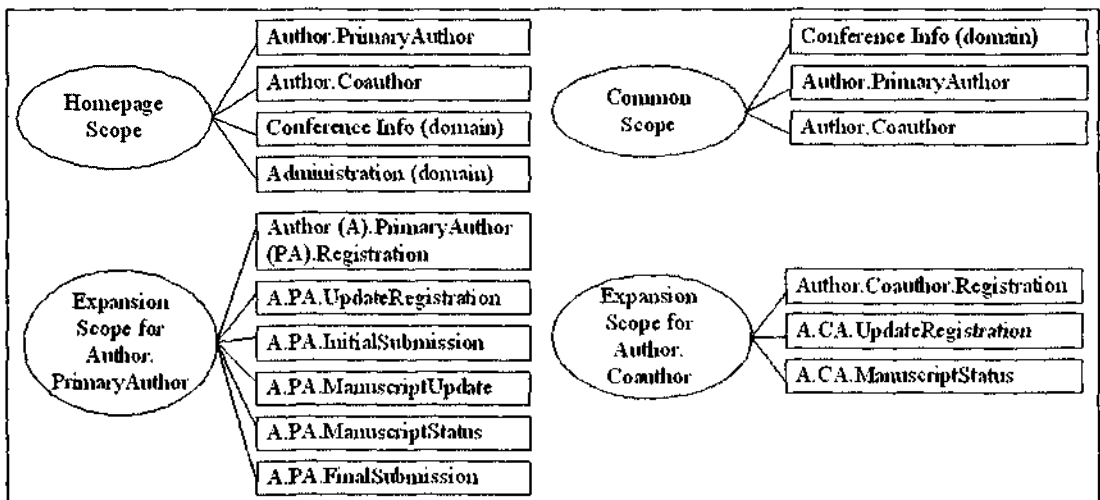 Homepage
Scope
Author.PrimaryAuthor
Author.Coauthor
Conference Info (domain)
Administration (domain)
Common
Scope
Conference Info (domain)
Author.PrimaryAuthor
Author.Coauthor
Expansion
Scope for
Author.
PrimaryAuthor
Author (A).PrimaryAuthor
(PA).Registration
A.PA.UpdateRegistration
A.PA.InitialSubmission
A.PA.ManuscriptUpdate
A.PA.ManuscriptStatus
A.PA.FinalSubmission
Expansion
Scope for
Author.
Coauthor
Author.Coauthor.Registration
A.CA.UpdateRegistration
A.CA.ManuscriptStatus